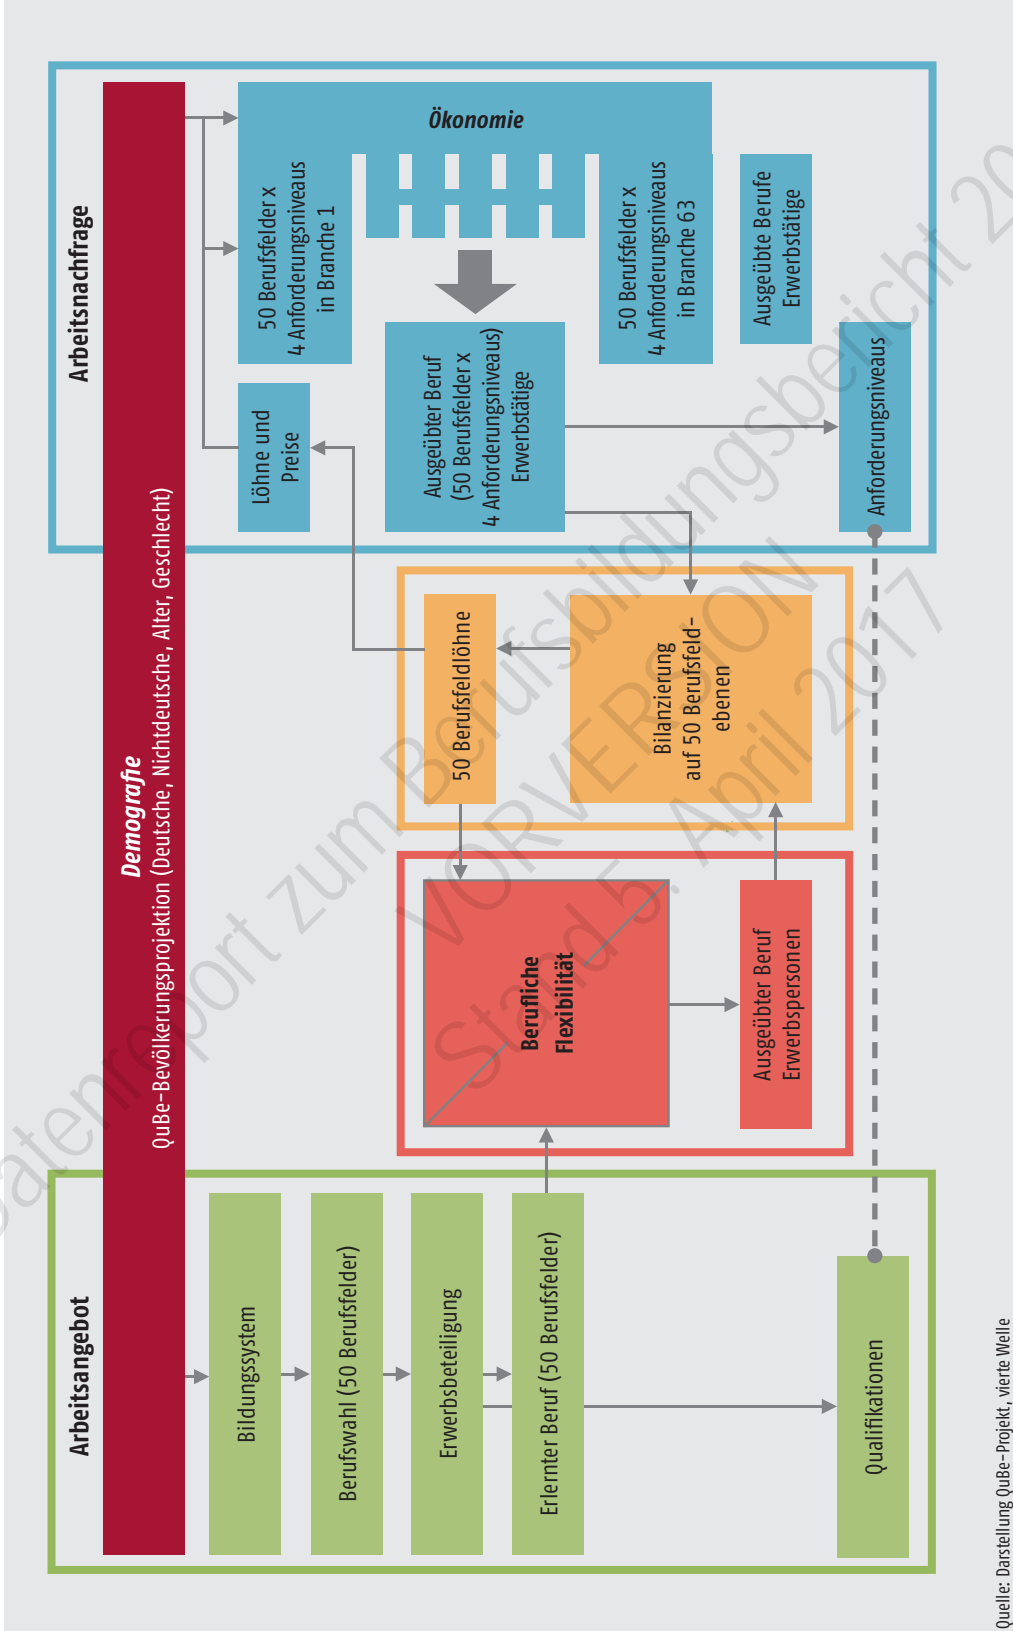 Arbeitsangebot
Arbeitsnachfrage
Demografie
QuBe-Bevölkerungsprojektion (Deutsche, Nichtdeutsche, Alter, Geschlecht)
Bildungssystem
Berufswahl (50 Berufsfelder)
Erwerbsbeteiligung
Erlernter Beruf (50 Berufsfelder)
Qualifikationen
Berufliche
Flexibilität
Ausgeübter Beruf
Erwerbspersonen
50 Berufsfeldlöhne
Bilanzierung
auf 50 Berufsfeld-
ebenen
Löhne und
Preise
50 Berufsfelder x
4 Anforderungsniveaus
in Branche 1
Ökonomie
Ausgeübter Beruf
(50 Berufsfelder x
4 Anforderungsniveaus)
Erwerbstätige
50 Berufsfelder x
4 Anforderungsniveaus
in Branche 63
Ausgeübte Berufe
Erwerbstätige
Anforderungsniveaus
Quelle: Darstellung QuBe-Projekt, vierte Welle
Datenreport zum Berufsbildungsbericht 20
VORVERSION
Stand 5. April 2017